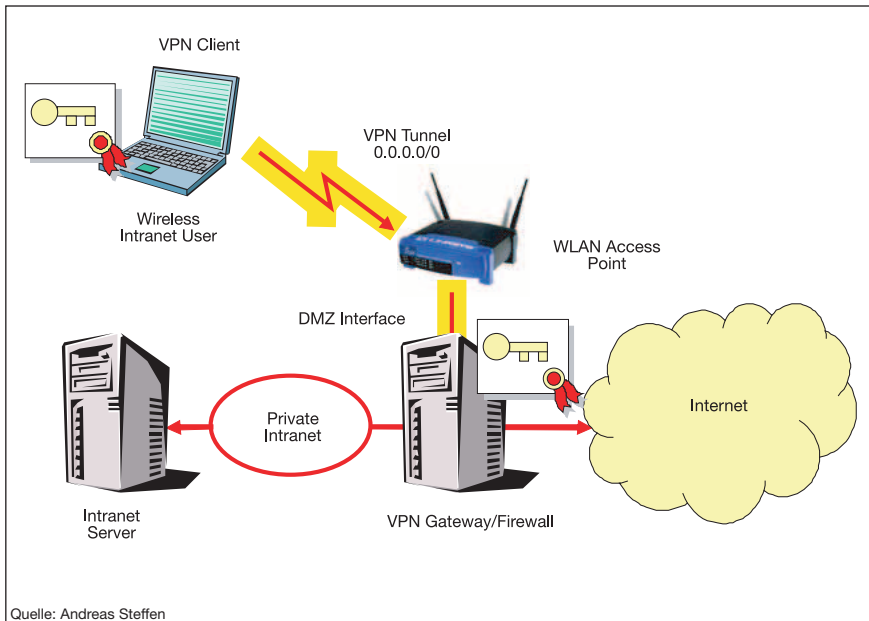 VPN Client
VPN Tunnel
0.0.0.0/0
Wireless
Intranet User
WLAN Access
Point
DMZ Interface
Private
Intranet
Internet
Intranet
Server
VPN Gateway/Firewall
Quelle: Andreas Steffen